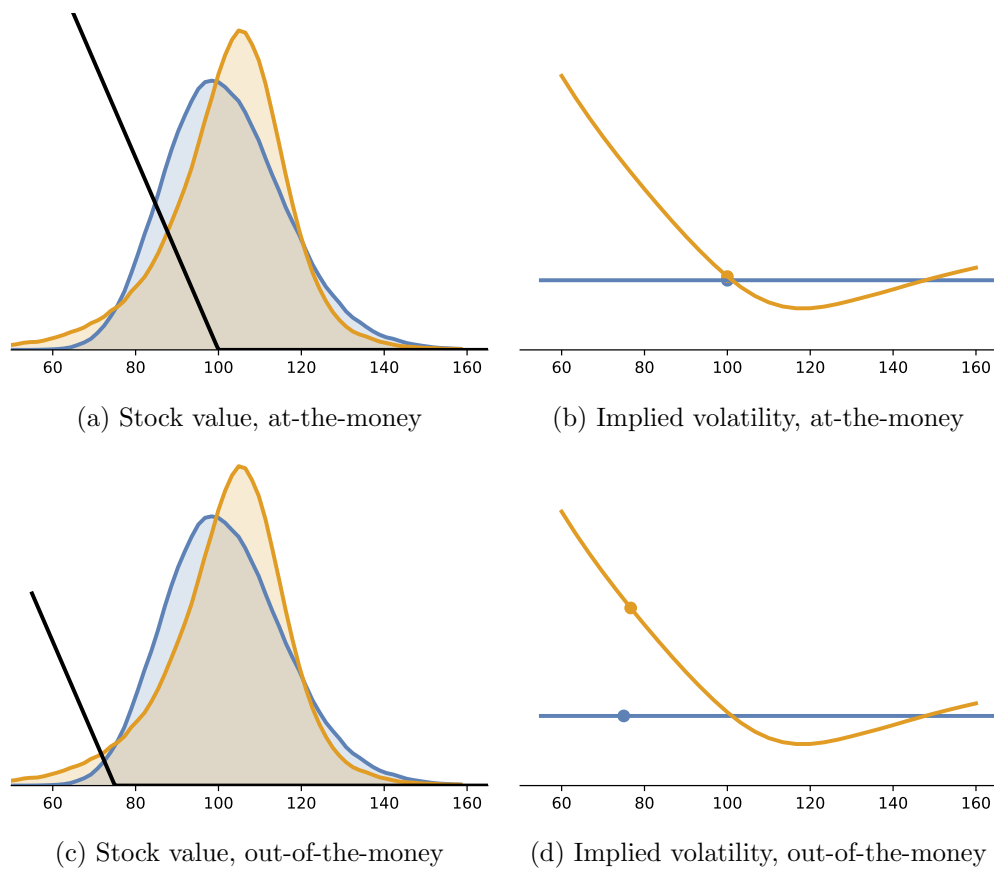 60 80 100 120 140 160
60 80 100 120 140 160
(a) Stock value, at-the-money
(b) Implied volatility, at-the-money
60 80 100 120 140 160
60 80 100 120 140 160
(c) Stock value, out-of-the-money
(d) Implied volatility, out-of-the-money